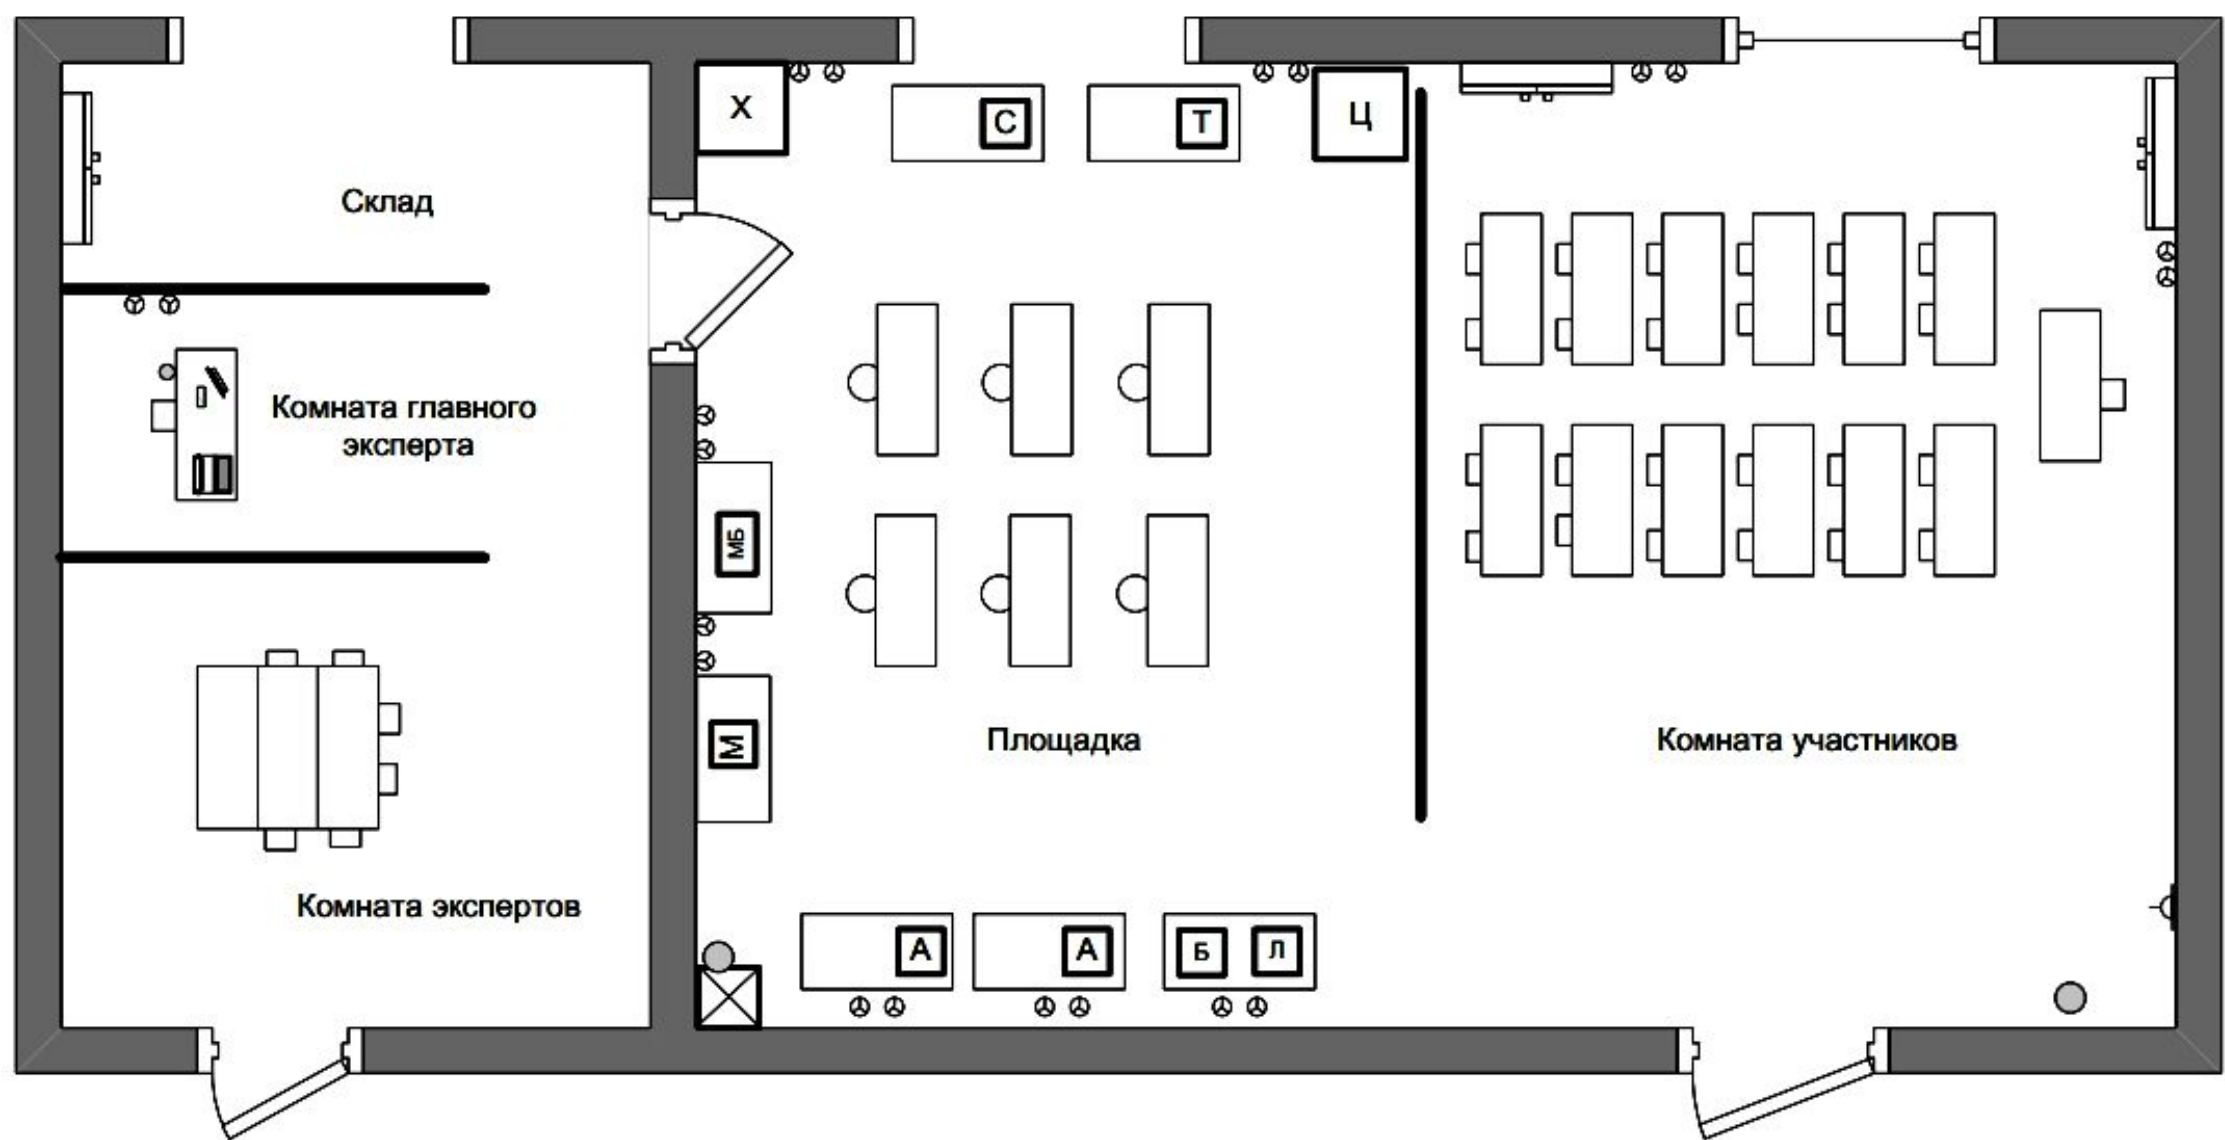 Х
С
Т
Ц
Склад
Комната главного
эксперта
МБ
М
Площадка
Комната участников
Комната экспертов
А
А
Б
Л